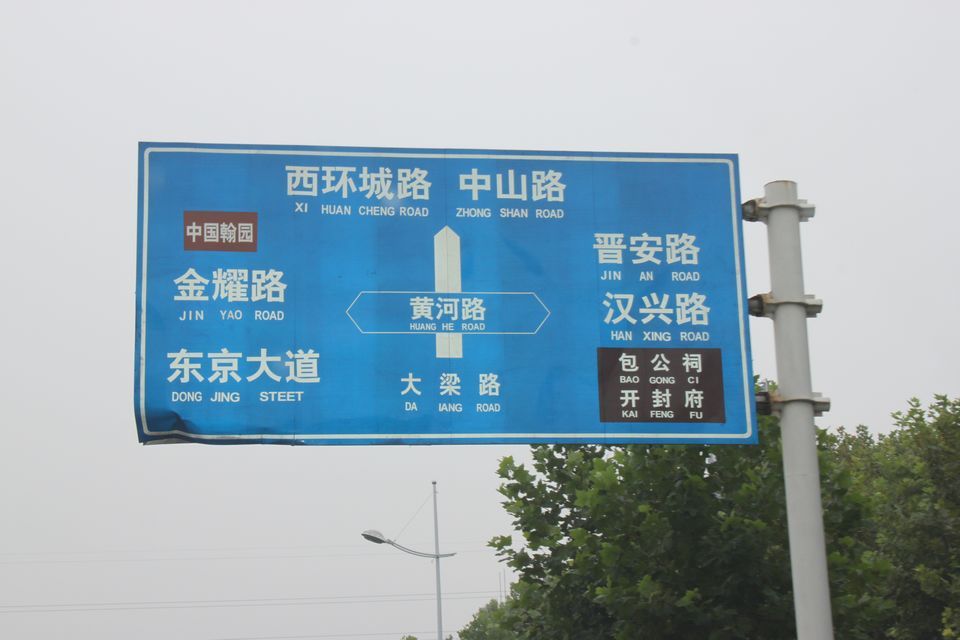 西环城路 中山路
XI HUAN CHENG ROAD ZHONG SHAN ROAD
中国翰园
金耀路
JIN YAO ROAD
东京大道
DONG JING STEET
黄河路
HUANG HE ROAD
大梁路
DA IANG ROAD
晋安路
JIN AN ROAD
汉兴路
HAN XING ROAD
包公祠
BAO GONG CI
开封府
KAI FENG FU